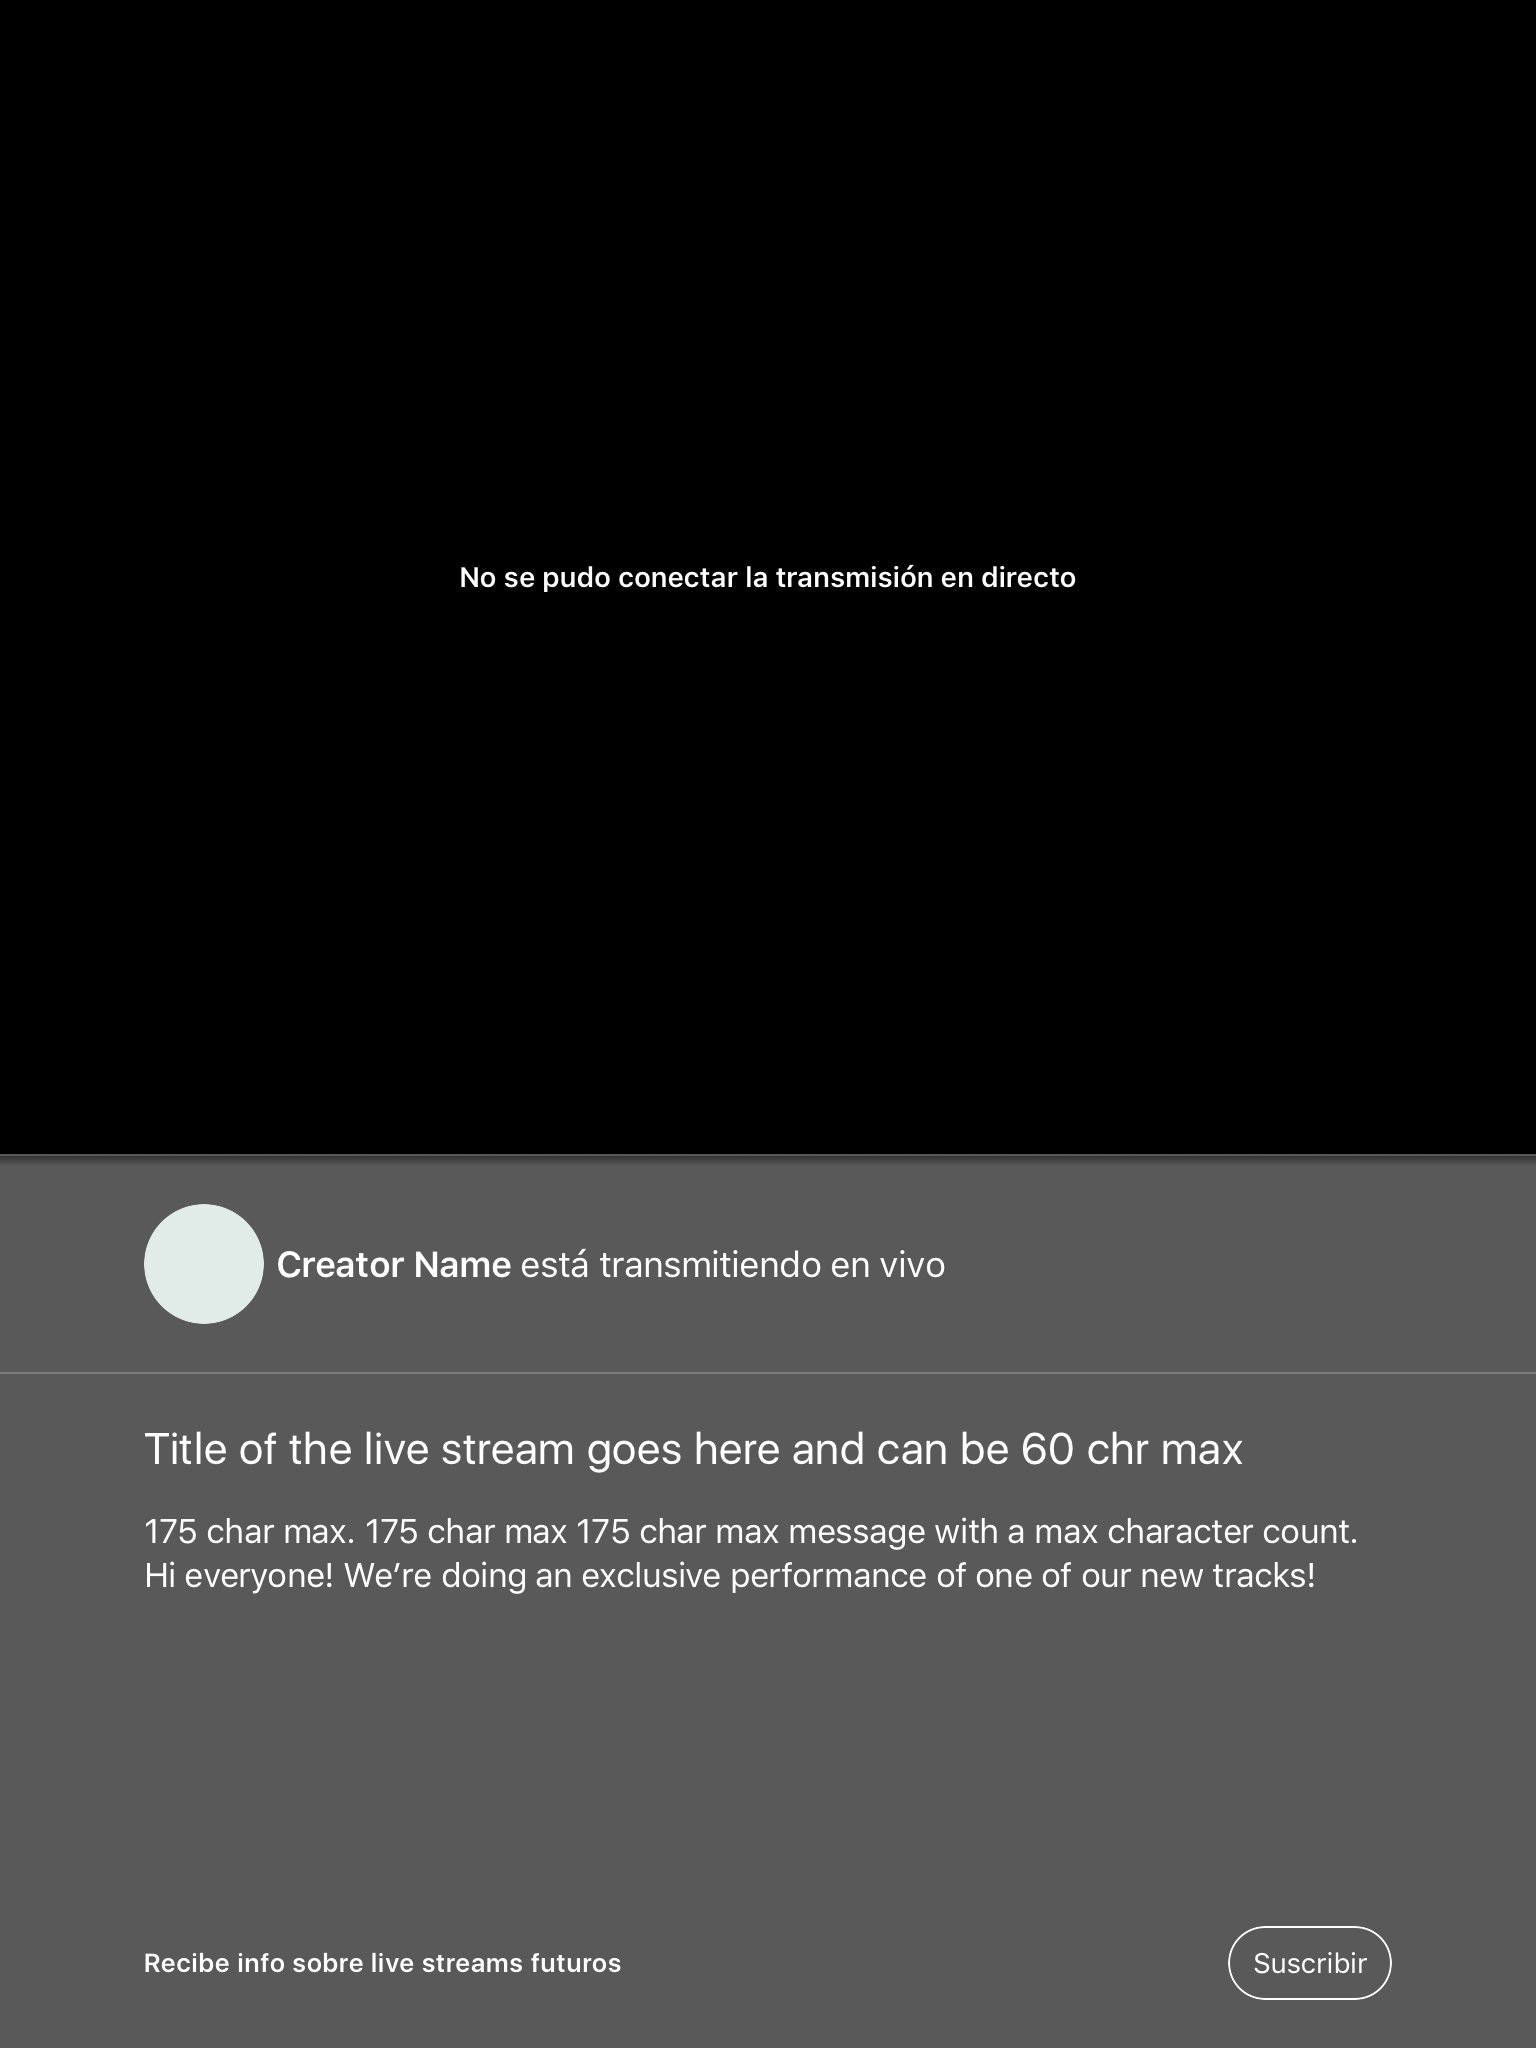 No se pudo conectar la transmisión en directo
Creator Name está transmitiendo en vivo
Title of the live stream goes here and can be 60 chr max
175 char max. 175 char max 175 char max message with a max character count.
Hi everyone! We’re doing an exclusive performance of one of our new tracks!
Recibe info sobre live streams futuros
Suscribir